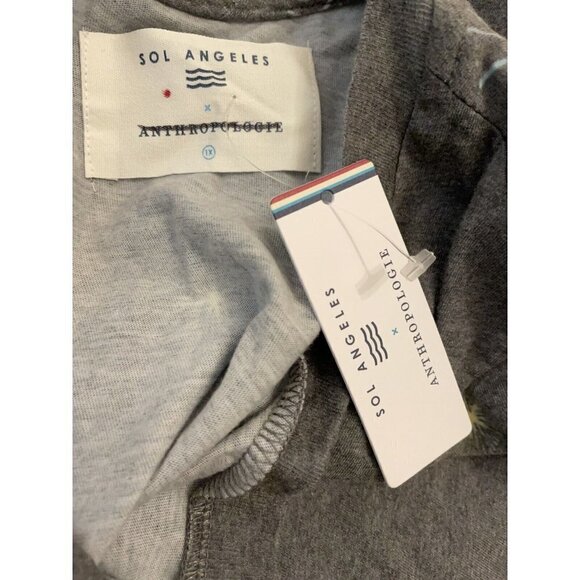 SOL ANGELES
x
ANTHROPOLOGIE
1X
SOL ANGELES
x
ANTHROPOLOGIE